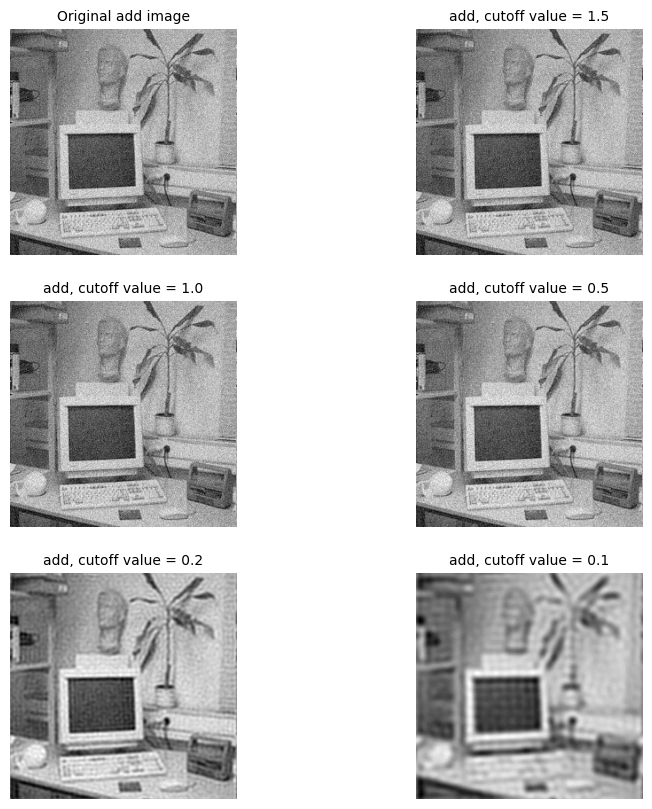 Original add image
add, cutoff value = 1.5
add, cutoff value = 1.0
add, cutoff value = 0.5
add, cutoff value = 0.2
add, cutoff value = 0.1